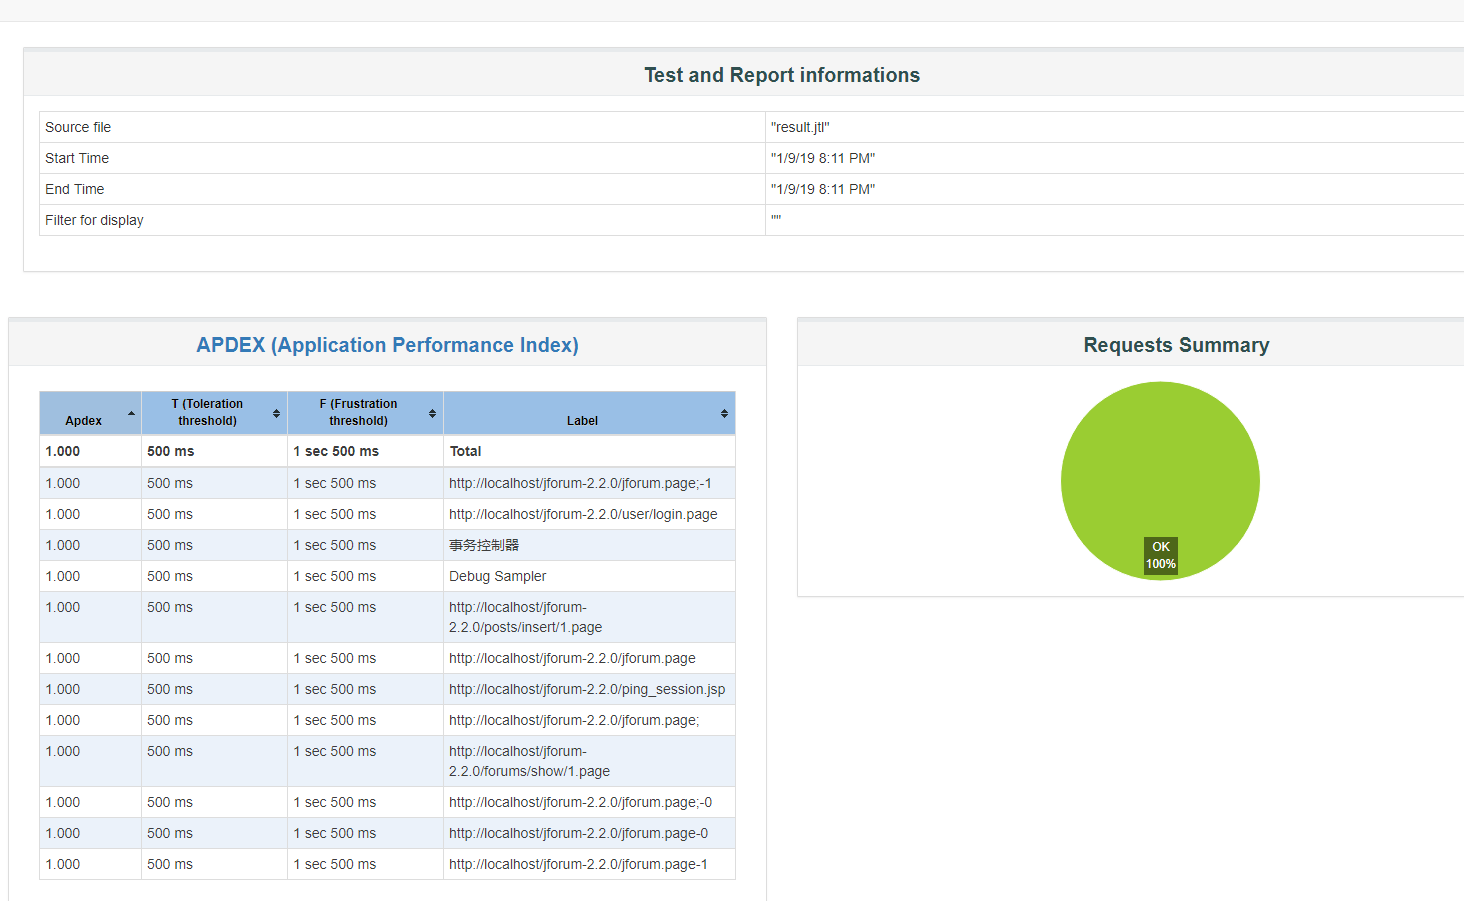 Test and Report informations
Source file "result.jtl"
Start Time "1/9/19 8:11 PM"
End Time "1/9/19 8:11 PM"
Filter for display ""
APDEX (Application Performance Index)
Apdex T (Toleration threshold) F (Frustration threshold) Label
1.000 500 ms 1 sec 500 ms Total
1.000 500 ms 1 sec 500 ms http://localhost/jforum-2.2.0/jforum.page;-1
1.000 500 ms 1 sec 500 ms http://localhost/jforum-2.2.0/user/login.page
1.000 500 ms 1 sec 500 ms 事务控制器
1.000 500 ms 1 sec 500 ms Debug Sampler
1.000 500 ms 1 sec 500 ms http://localhost/jforum-
2.2.0/posts/insert/1.page
1.000 500 ms 1 sec 500 ms http://localhost/jforum-2.2.0/jforum.page
1.000 500 ms 1 sec 500 ms http://localhost/jforum-2.2.0/ping_session.jsp
1.000 500 ms 1 sec 500 ms http://localhost/jforum-2.2.0/jforum.page;
1.000 500 ms 1 sec 500 ms http://localhost/jforum-
2.2.0/forums/show/1.page
1.000 500 ms 1 sec 500 ms http://localhost/jforum-2.2.0/jforum.page;-0
1.000 500 ms 1 sec 500 ms http://localhost/jforum-2.2.0/jforum.page-0
1.000 500 ms 1 sec 500 ms http://localhost/jforum-2.2.0/jforum.page-1
Requests Summary
OK
100%